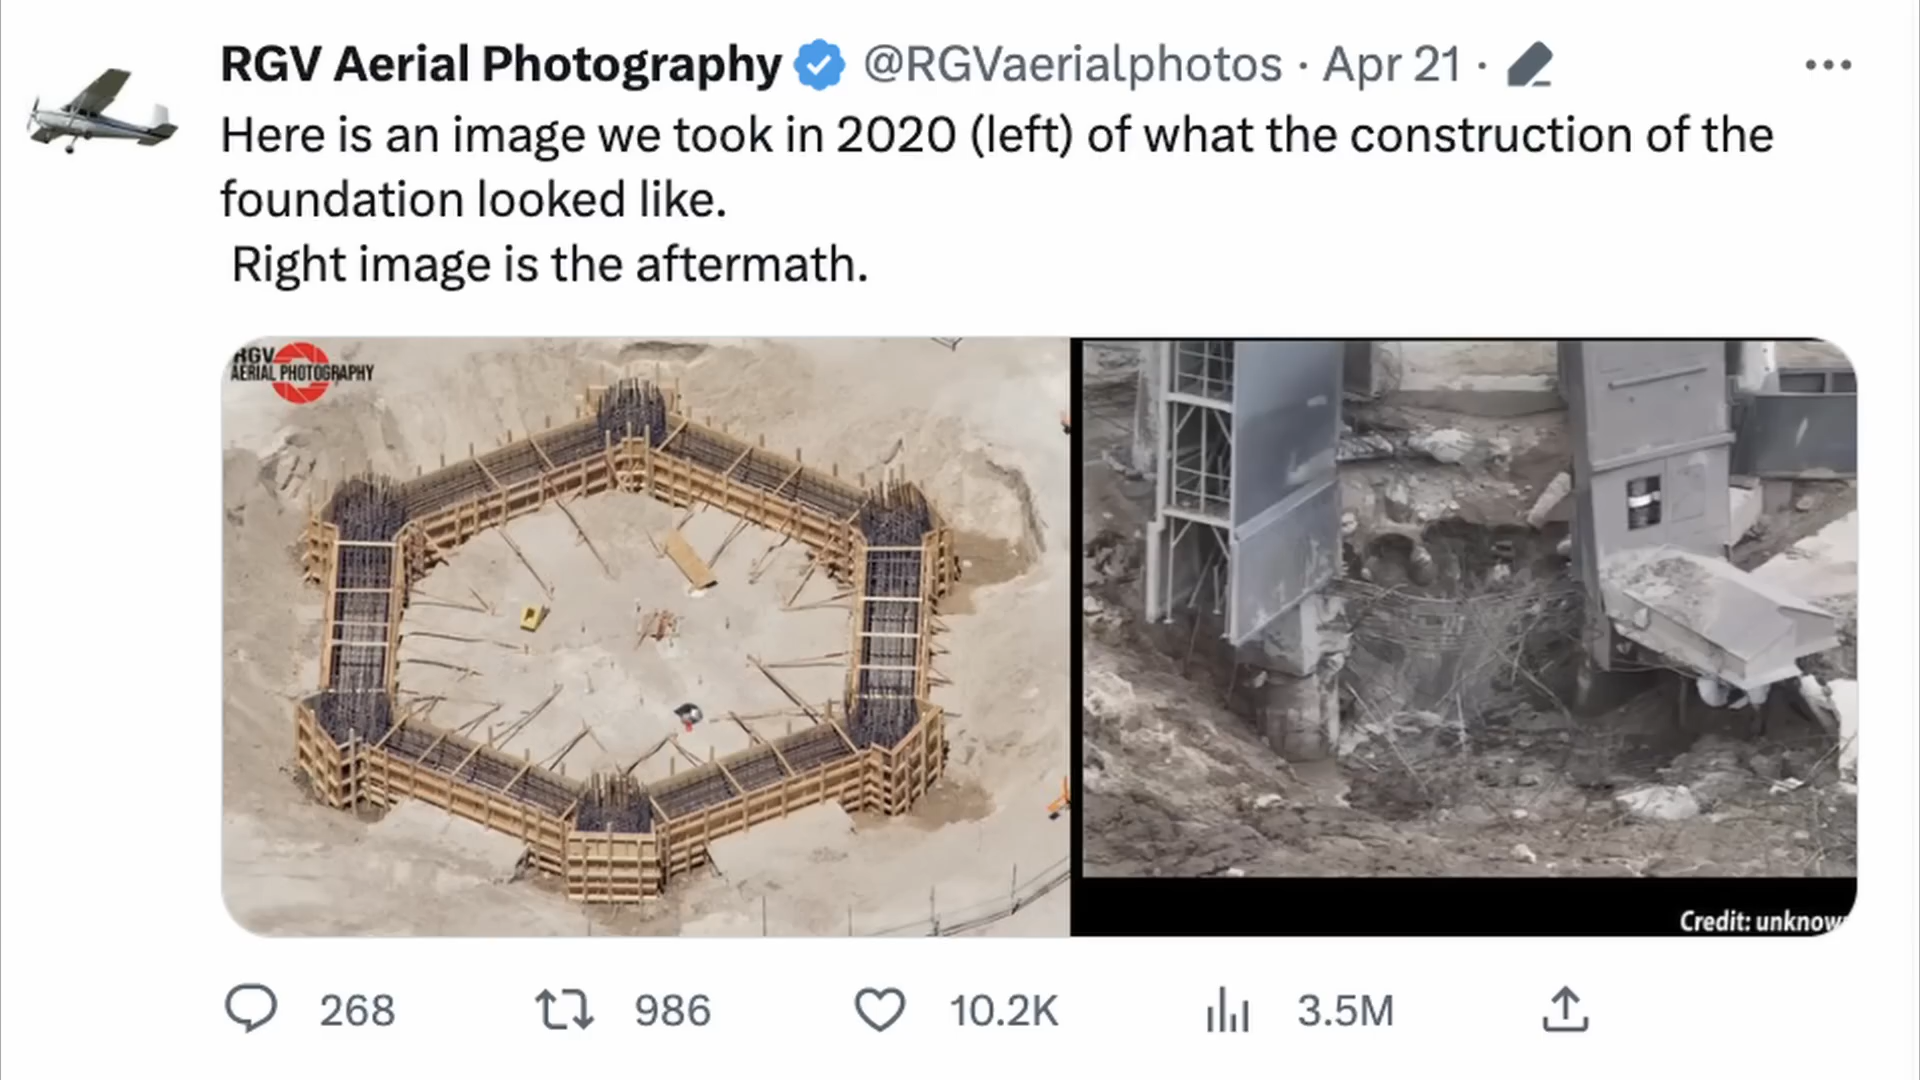 RGV Aerial Photography @RGVaerialphotos · Apr 21 ·
Here is an image we took in 2020 (left) of what the construction of the
foundation looked like.
Right image is the aftermath.
RGV
AERIAL PHOTOGRAPHY
Credit: unknow
268 986 10.2K 3.5M